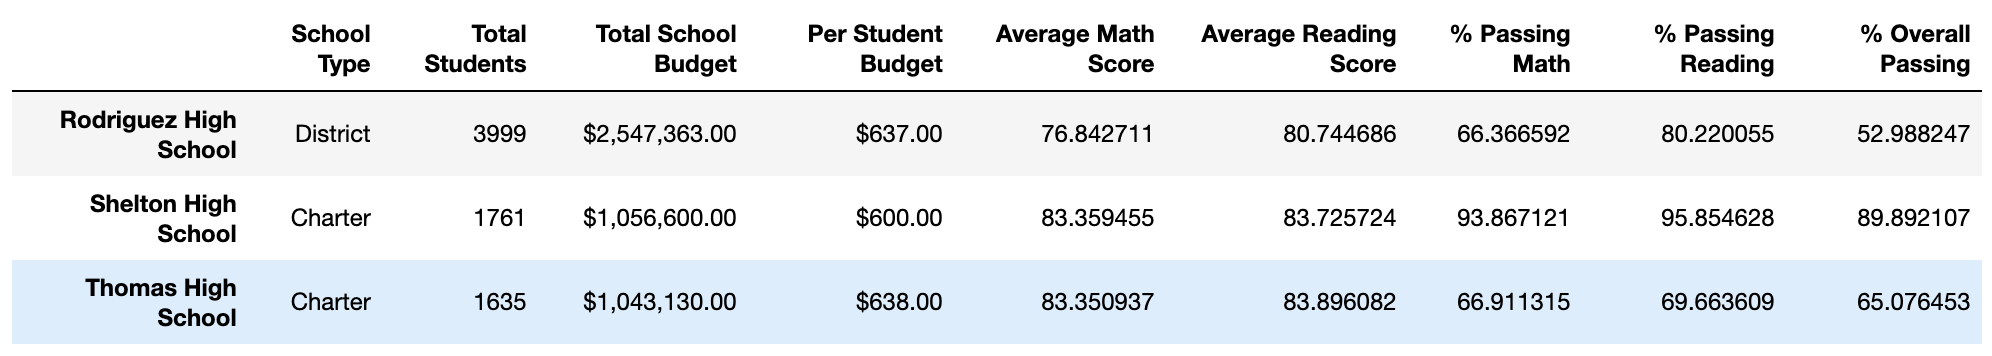 School Type Total Students Total School Budget Per Student Budget Average Math Score Average Reading Score % Passing Math % Passing Reading % Overall Passing
Rodriguez High School District 3999 $2,547,363.00 $637.00 76.842711 80.744686 66.366592 80.220055 52.988247
Shelton High School Charter 1761 $1,056,600.00 $600.00 83.359455 83.725724 93.867121 95.854628 89.892107
Thomas High School Charter 1635 $1,043,130.00 $638.00 83.350937 83.896082 66.911315 69.663609 65.076453